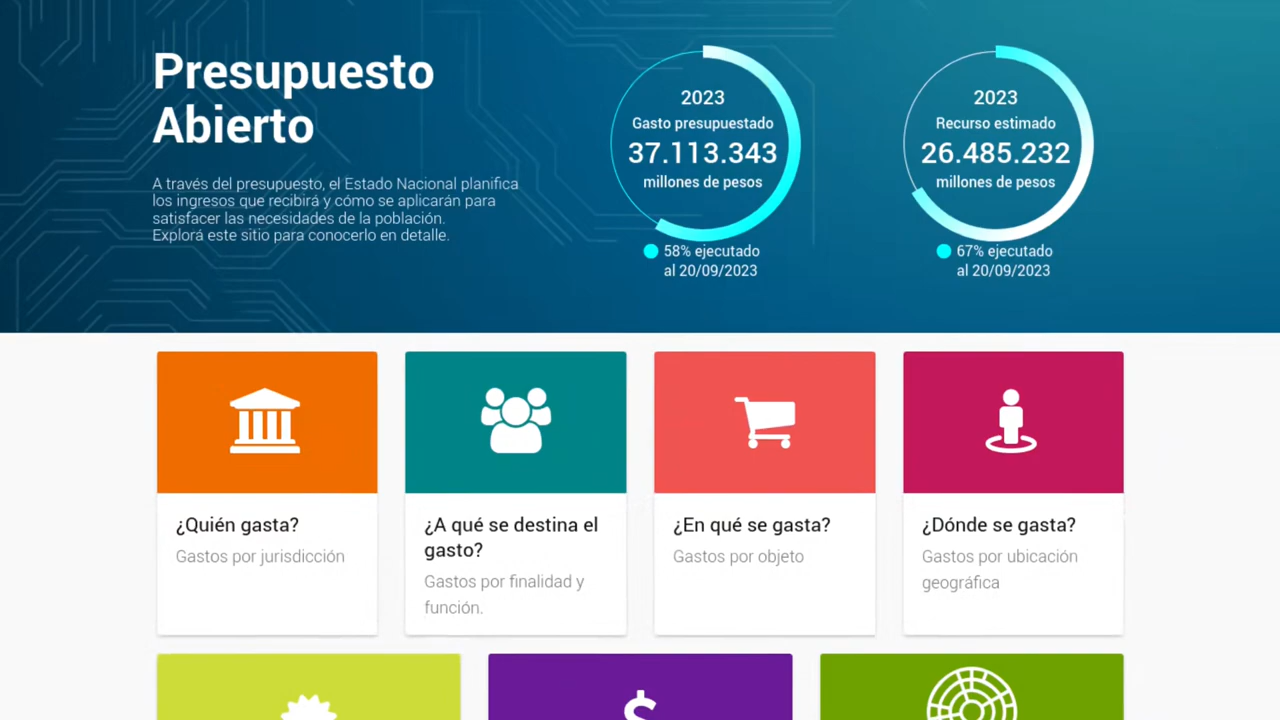 Presupuesto
Abierto
A través del presupuesto, el Estado Nacional planifica
los ingresos que recibirá y cómo se aplicarán para
satisfacer las necesidades de la población.
Explorá este sitio para conocerlo en detalle.
2023
Gasto presupuestado
37.113.343
millones de pesos
58% ejecutado
al 20/09/2023
2023
Recurso estimado
26.485.232
millones de pesos
67% ejecutado
al 20/09/2023
¿Quién gasta?
Gastos por jurisdicción
¿A qué se destina el
gasto?
Gastos por finalidad y
función.
¿En qué se gasta?
Gastos por objeto
¿Dónde se gasta?
Gastos por ubicación
geográfica
$